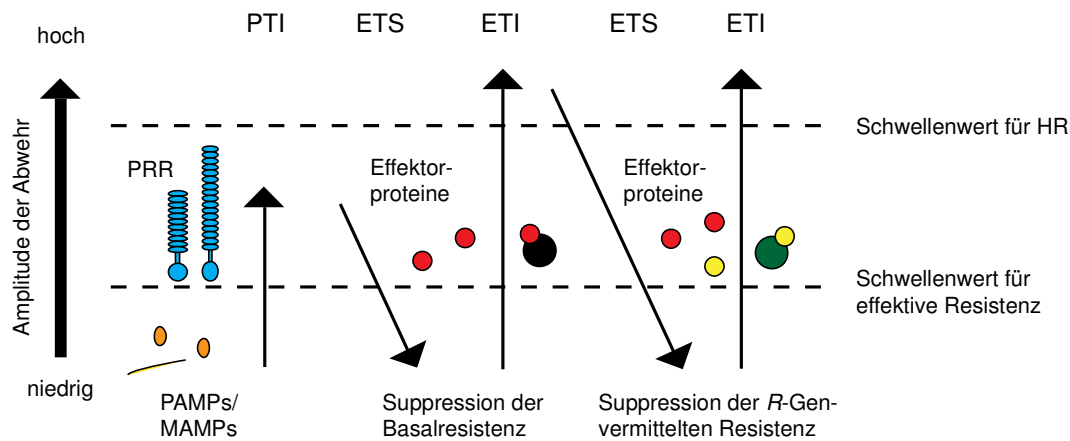 PTI
ETS
ETI
ETS
ETI
hoch
Amplitude der Abwehr
niedrig
PRR
Effektor-
proteine
Effektor-
proteine
Schwellenwert für HR
Schwellenwert für
effektive Resistenz
PAMPs/
MAMPs
Suppression der
Basalresistenz
Suppression der R-Gen-
vermittelten Resistenz